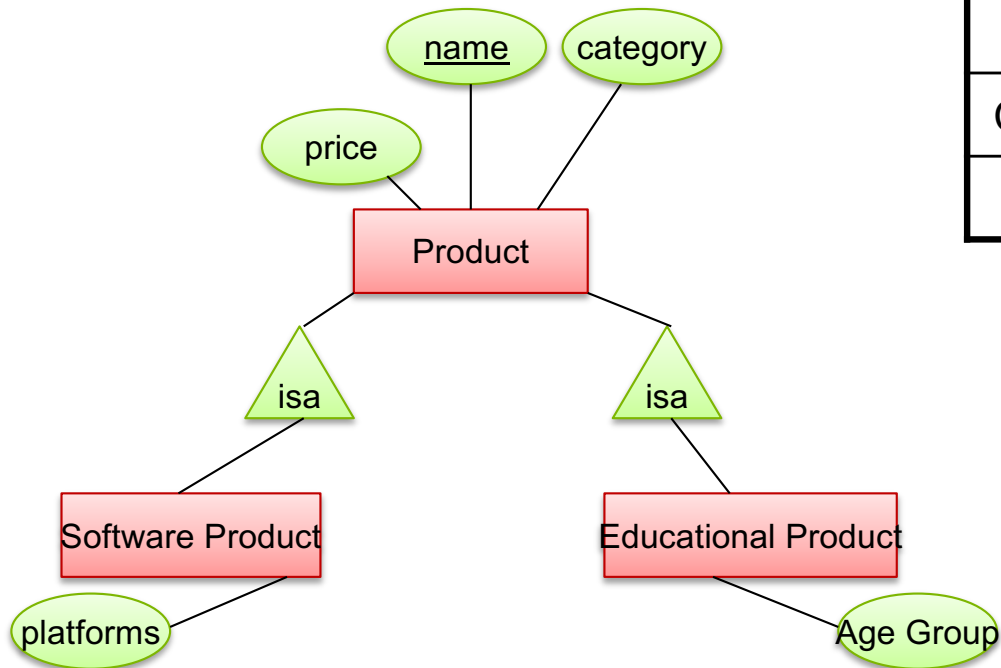 name
category
price
Product
isa
isa
Software Product
Educational Product
platforms
Age Group